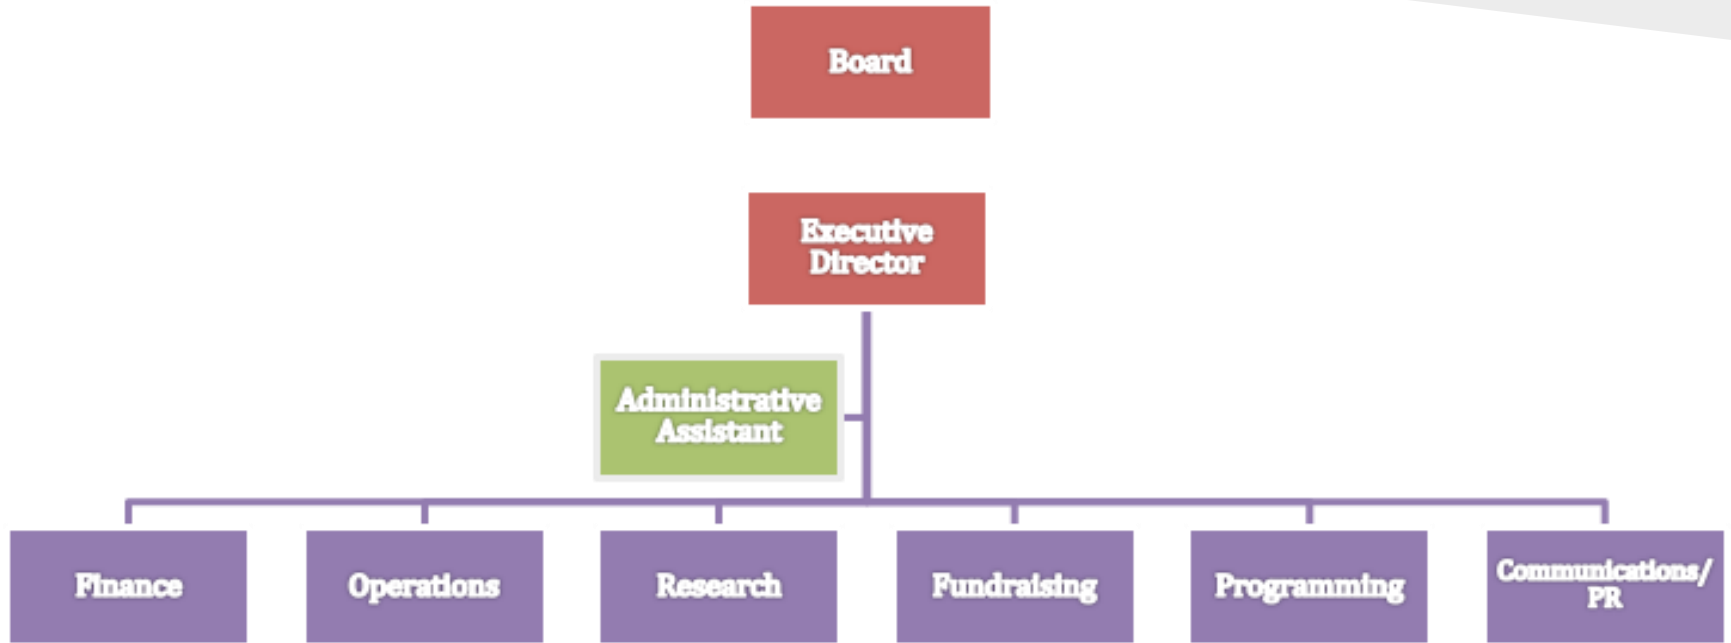 Board
Executive
Director
Administrative
Assistant
Finance
Operations
Research
Fundraising
Programming
Communications/
PR